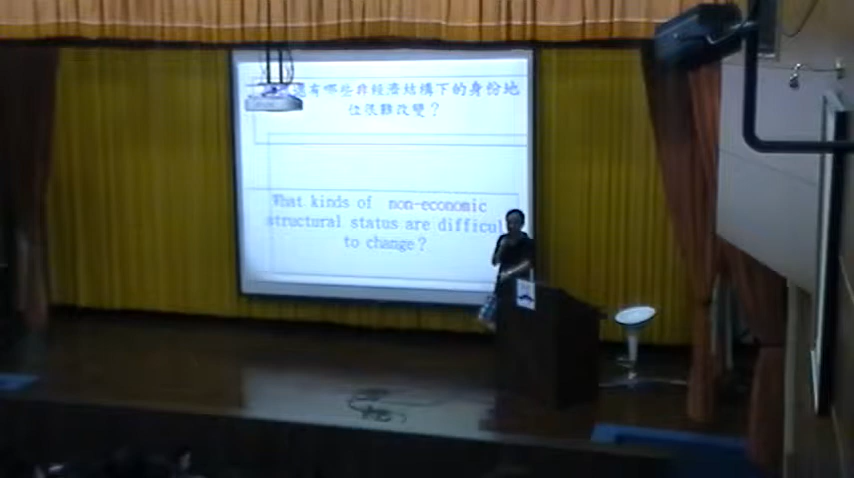 還有哪些非經濟結構下的身份地
位很難改變？
What kinds of non-economic
structural status are difficul
to change?